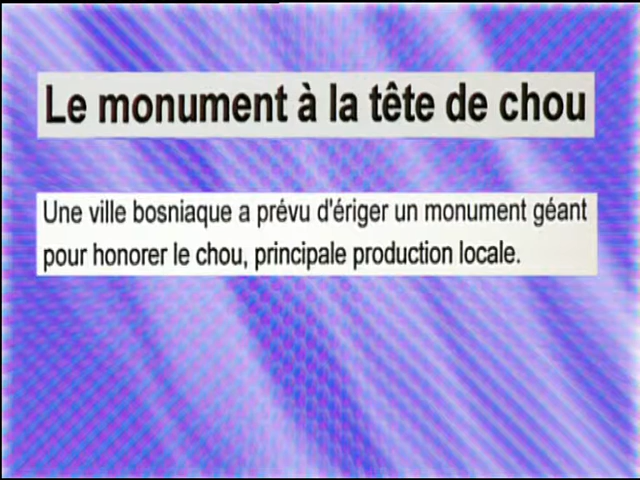 Le monument à la tête de chou
Une ville bosniaque a prévu d'ériger un monument géant
pour honorer le chou, principale production locale.